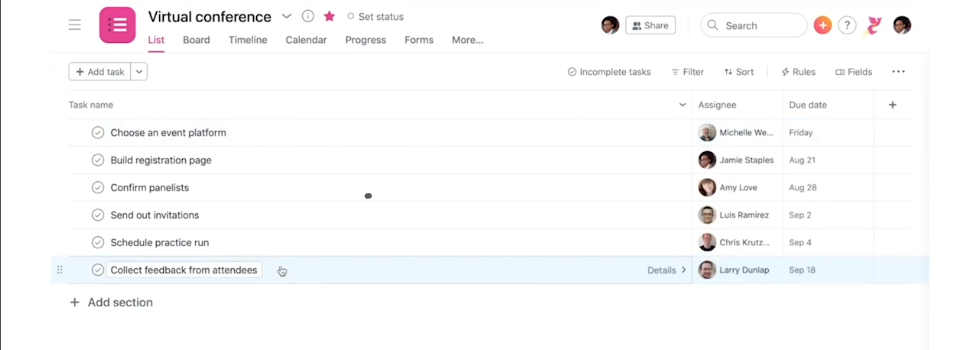 Virtual conference
Set status
Share
Search
?
List Board Timeline Calendar Progress Forms More...
+ Add task
Incomplete tasks Filter Sort Rules Fields ...
Task name Assignee Due date +
Choose an event platform Michelle We... Friday
Build registration page Jamie Staples Aug 21
Confirm panelists Amy Love Aug 28
Send out invitations Luis Ramirez Sep 2
Schedule practice run Chris Krutz... Sep 4
Collect feedback from attendees Details > Larry Dunlap Sep 18
+ Add section